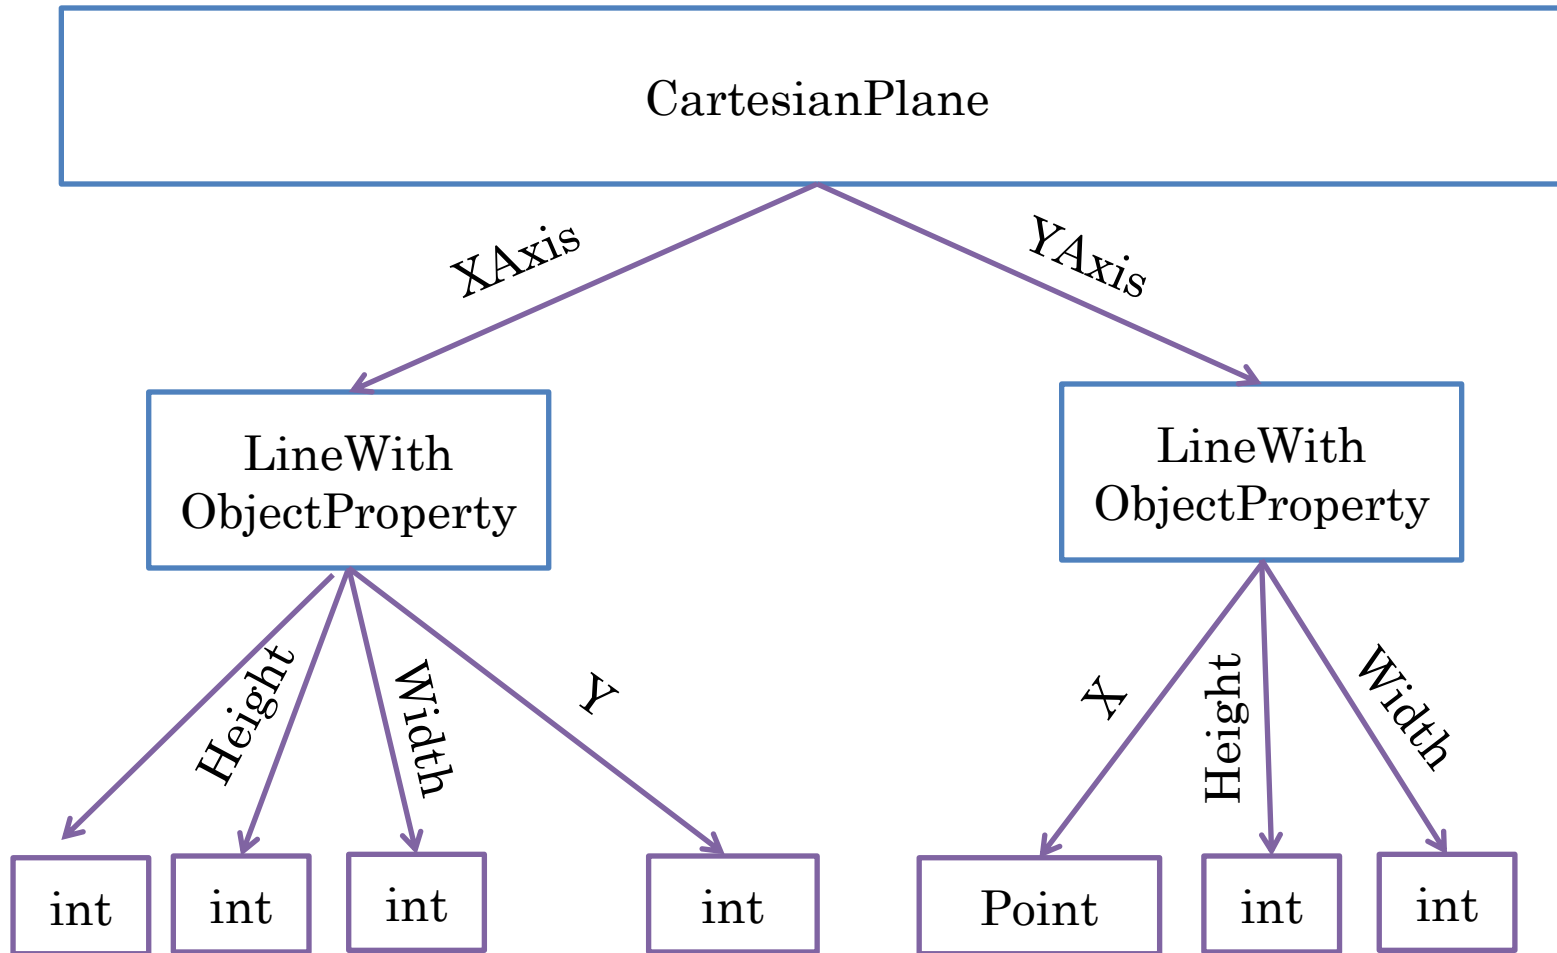 CartesianPlane
XAxis
YAxis
LineWith
ObjectProperty
LineWith
ObjectProperty
Height
Width
Y
X
Height
Width
int
int
int
int
Point
int
int